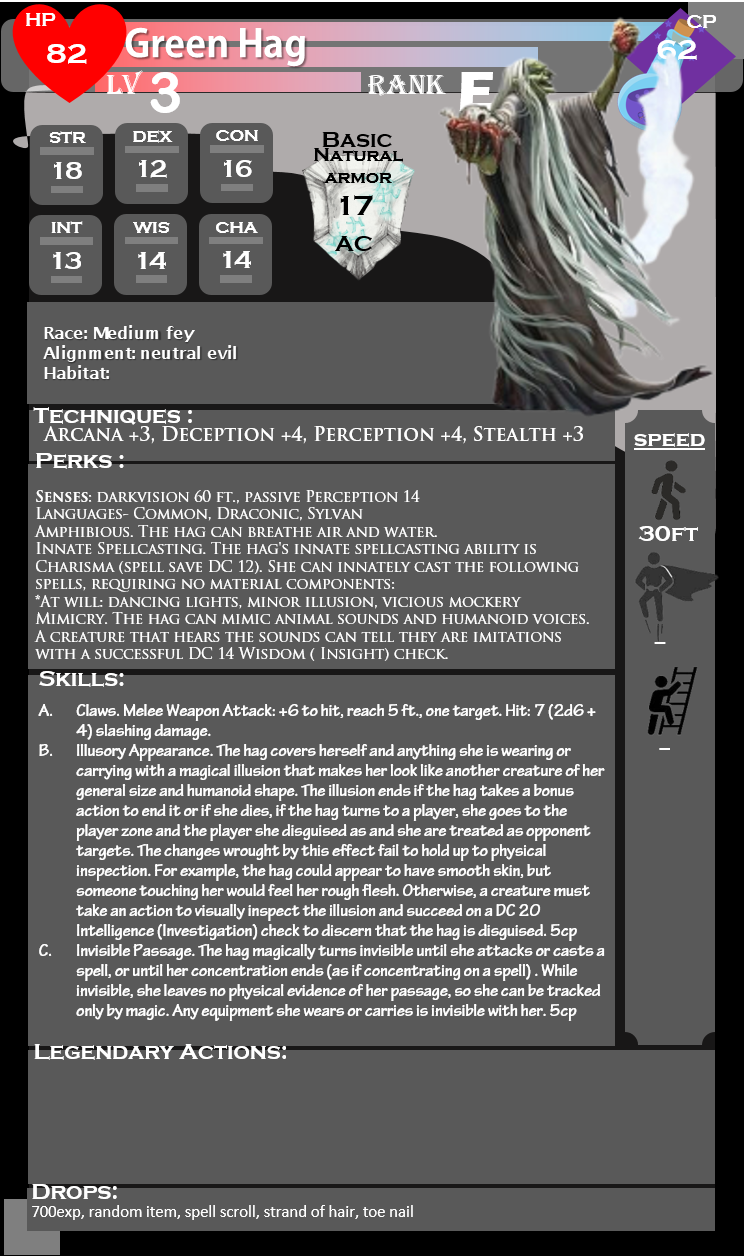 HP
82
Green Hag
CP
62
LV 3
RANK E
STR
18
DEX
12
CON
16
INT
13
WIS
14
CHA
14
BASIC
NATURAL
ARMOR
17
AC
Race: Medium fey
Alignment: neutral evil
Habitat:
TECHNIQUES :
ARCANA +3, DECEPTION +4, PERCEPTION +4, STEALTH +3
PERKS :
SENSES: DARKVISION 60 FT., PASSIVE PERCEPTION 14
LANGUAGES- COMMON, DRACONIC, SYLVAN
AMPHIBIOUS. THE HAG CAN BREATHE AIR AND WATER.
INNATE SPELLCASTING. THE HAG'S INNATE SPELLCASTING ABILITY IS
CHARISMA (SPELL SAVE DC 12). SHE CAN INNATELY CAST THE FOLLOWING
SPELLS, REQUIRING NO MATERIAL COMPONENTS:
*AT WILL: DANCING LIGHTS, MINOR ILLUSION, VICIOUS MOCKERY
MIMICRY. THE HAG CAN MIMIC ANIMAL SOUNDS AND HUMANOID VOICES.
A CREATURE THAT HEARS THE SOUNDS CAN TELL THEY ARE IMITATIONS
WITH A SUCCESSFUL DC 14 WISDOM ( INSIGHT) CHECK.
SPEED
30FT
–
–
SKILLS:
A. Claws. Melee Weapon Attack: +6 to hit, reach 5 ft., one target. Hit: 7 (2d6 +
4) slashing damage.
B. Illusory Appearance. The hag covers herself and anything she is wearing or
carrying with a magical illusion that makes her look like another creature of her
general size and humanoid shape. The illusion ends if the hag takes a bonus
action to end it or if she dies, if the hag turns to a player, she goes to the
player zone and the player she disguised as and she are treated as opponent
targets. The changes wrought by this effect fail to hold up to physical
inspection. For example, the hag could appear to have smooth skin, but
someone touching her would feel her rough flesh. Otherwise, a creature must
take an action to visually inspect the illusion and succeed on a DC 20
Intelligence (Investigation) check to discern that the hag is disguised. 5cp
C. Invisible Passage. The hag magically turns invisible until she attacks or casts a
spell, or until her concentration ends (as if concentrating on a spell) . While
invisible, she leaves no physical evidence of her passage, so she can be tracked
only by magic. Any equipment she wears or carries is invisible with her. 5cp
LEGENDARY ACTIONS:
DROPS:
700exp, random item, spell scroll, strand of hair, toe nail